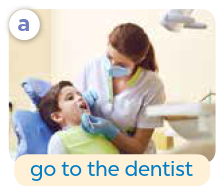 a
go to the dentist